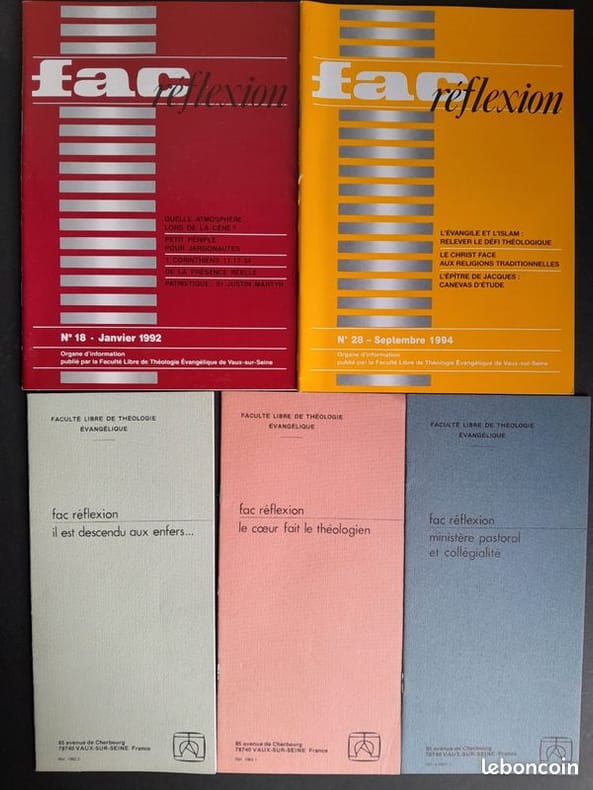 fac
réflexion
QUELLE ATMOSPHÈRE
LORS DE LA CÈNE ?
PETIT PÉRIPLE
POUR JARGONAUTES
1 CORINTHIENS 11.17-34
DE LA PRÉSENCE RÉELLE
PATRISTIQUE, JUSTIN MARTYR
N° 18 · Janvier 1992
Organe d'information
publié par la Faculté Libre de Théologie Évangélique de Vaux-sur-Seine
fac
réflexion
L'ÉVANGILE ET L'ISLAM :
RELEVER LE DÉFI THÉOLOGIQUE
LE CHRIST FACE
AUX RELIGIONS TRADITIONNELLES
L'ÉPÎTRE DE JACQUES :
CANEVAS D'ÉTUDE
N° 28 – Septembre 1994
Organe d'information
publié par la Faculté Libre de Théologie Évangélique de Vaux-sur-Seine
FACULTÉ LIBRE DE THÉOLOGIE
ÉVANGÉLIQUE
fac réflexion
il est descendu aux enfers...
85 avenue de Cherbourg
78740 VAUX-SUR-SEINE France
FACULTÉ LIBRE DE THÉOLOGIE
ÉVANGÉLIQUE
fac réflexion
le cœur fait le théologien
85 avenue de Cherbourg
78740 VAUX-SUR-SEINE France
FACULTÉ LIBRE DE THÉOLOGIE
ÉVANGÉLIQUE
fac réflexion
ministère pastoral
et collégialité
85 avenue de Cherbourg
78740 VAUX-SUR-SEINE France
leboncoin